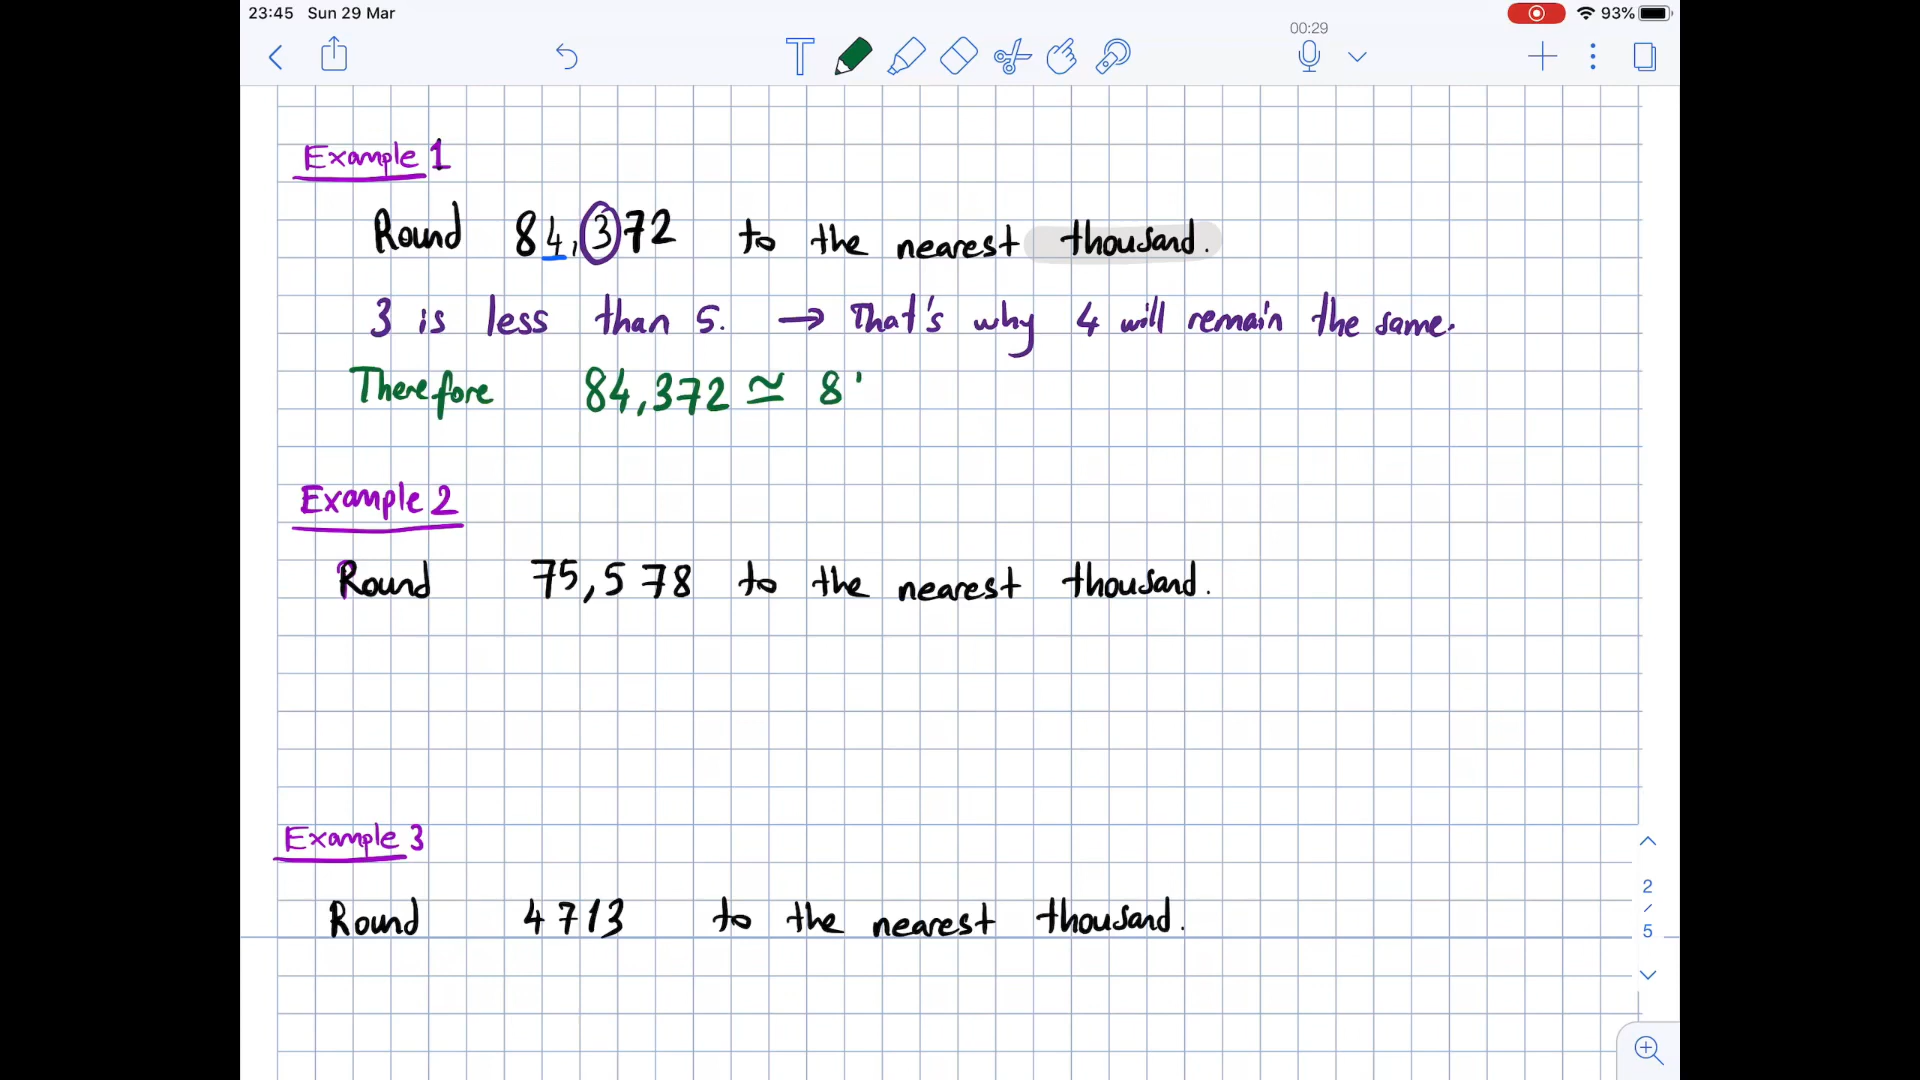 23:45 Sun 29 Mar 93%
00:29
T
Example 1
Round 84,372 to the nearest thousand.
3 is less than 5. → That's why 4 will remain the same.
Therefore 84,372 ≃ 8'
Example 2
Round 75,578 to the nearest thousand.
Example 3
2
/
5
Round 4713 to the nearest thousand.